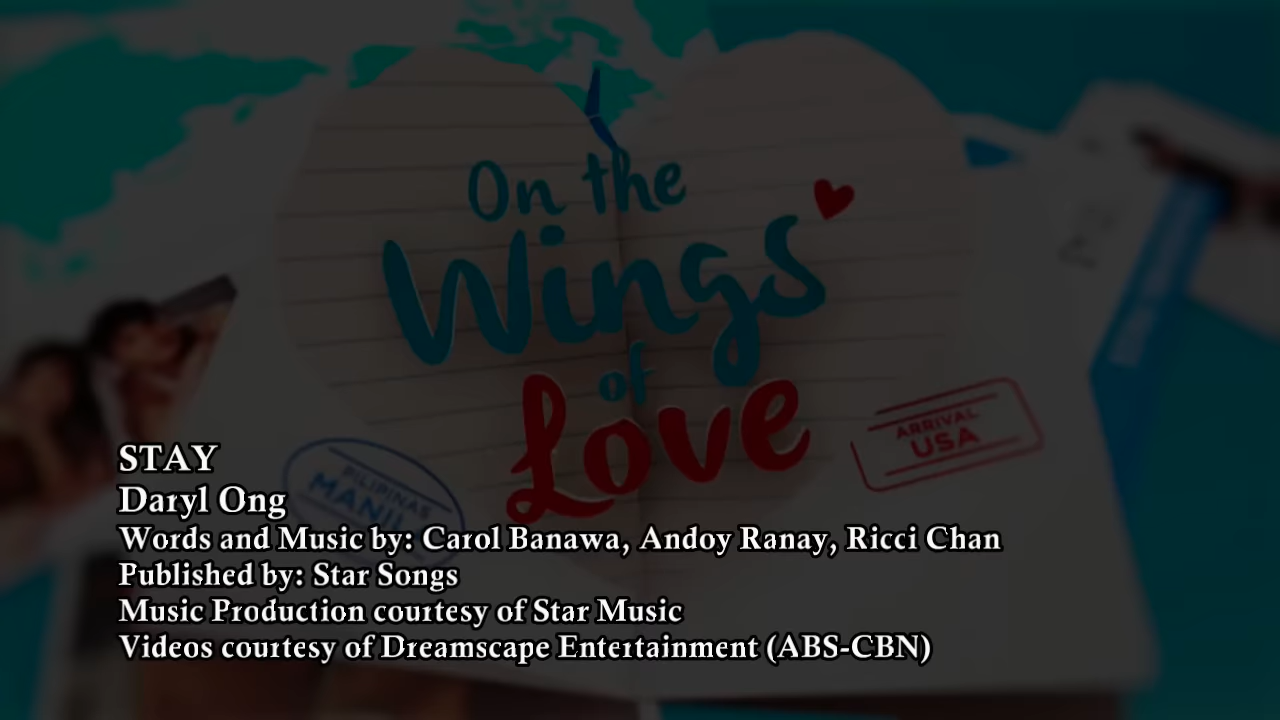 On the
Wings
of
Love
ARRIVAL
USA
PILIPINAS
STAY
Daryl Ong
Words and Music by: Carol Banawa, Andoy Ranay, Ricci Chan
Published by: Star Songs
Music Production courtesy of Star Music
Videos courtesy of Dreamscape Entertainment (ABS-CBN)